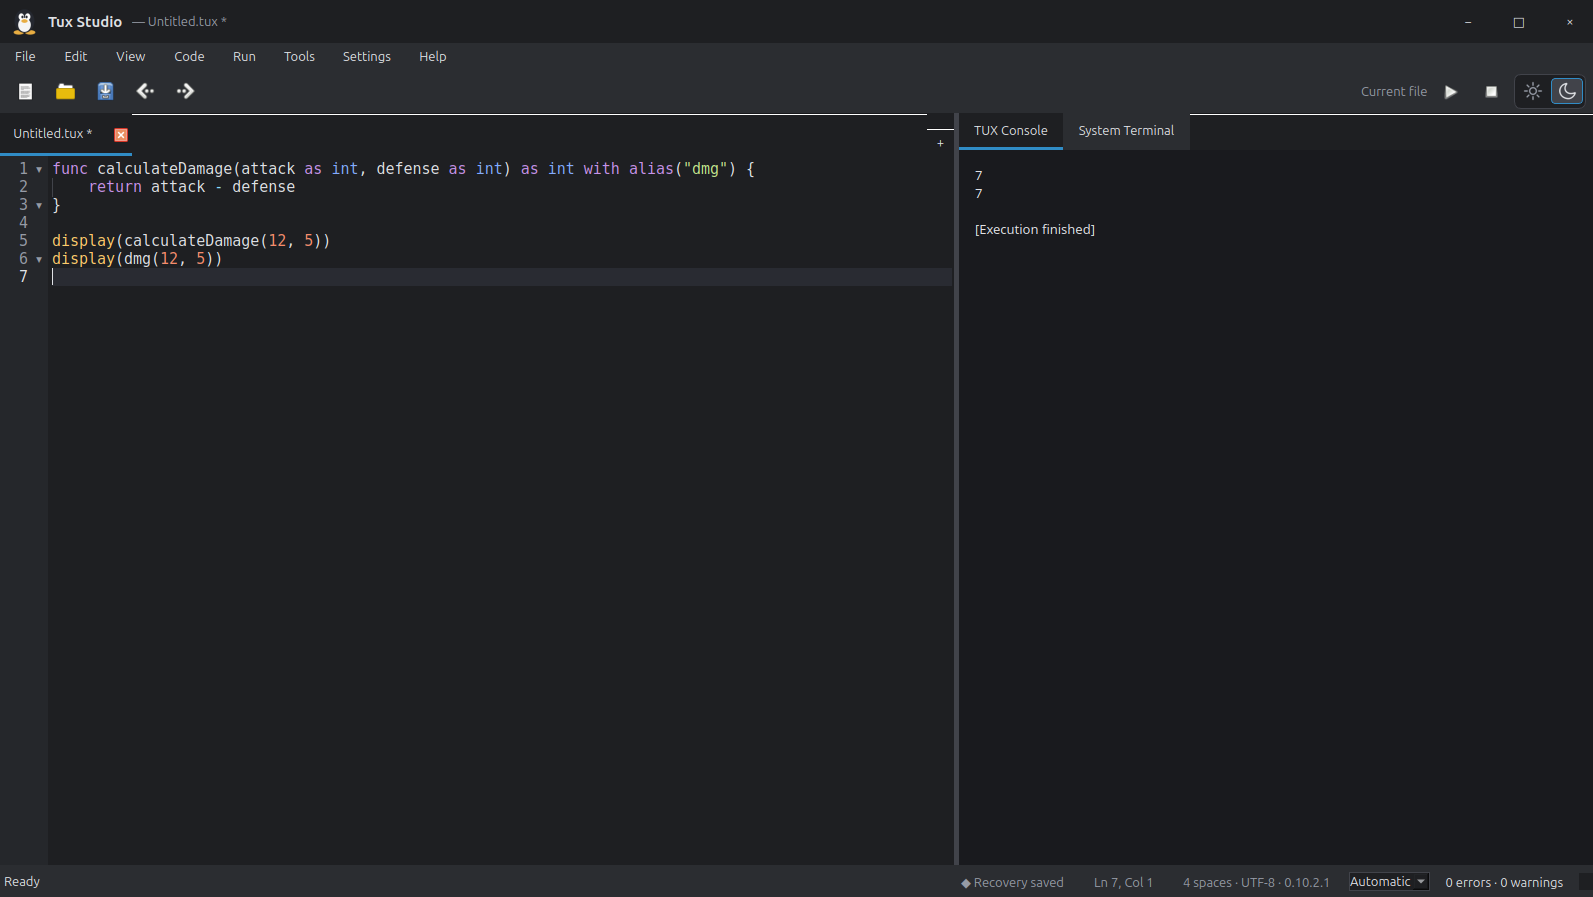 Tux Studio — Untitled.tux *
File Edit View Code Run Tools Settings Help
Current file
Untitled.tux *
+
TUX Console System Terminal
1 func calculateDamage(attack as int, defense as int) as int with alias("dmg") {
2     return attack - defense
3 }
4
5 display(calculateDamage(12, 5))
6 display(dmg(12, 5))
7
7
7
[Execution finished]
Ready ◆ Recovery saved Ln 7, Col 1 4 spaces · UTF-8 · 0.10.2.1 Automatic 0 errors · 0 warnings